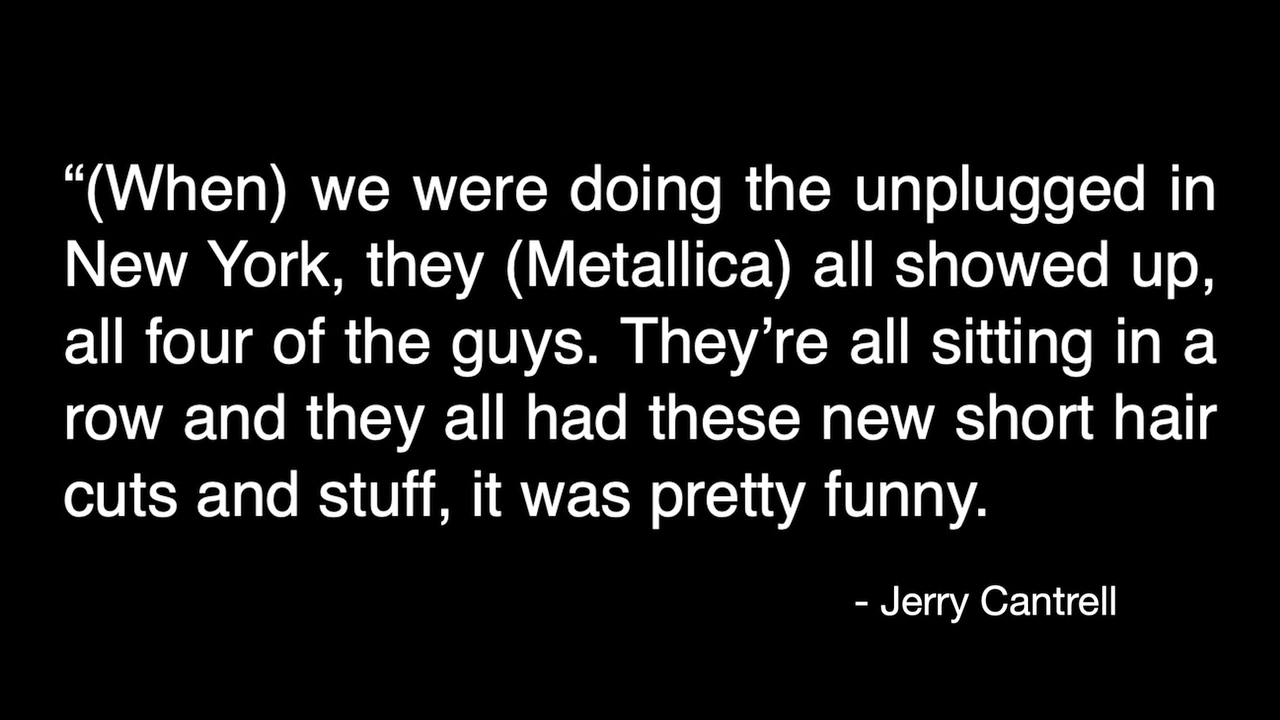 “(When) we were doing the unplugged in
New York, they (Metallica) all showed up,
all four of the guys. They’re all sitting in a
row and they all had these new short hair
cuts and stuff, it was pretty funny.
- Jerry Cantrell